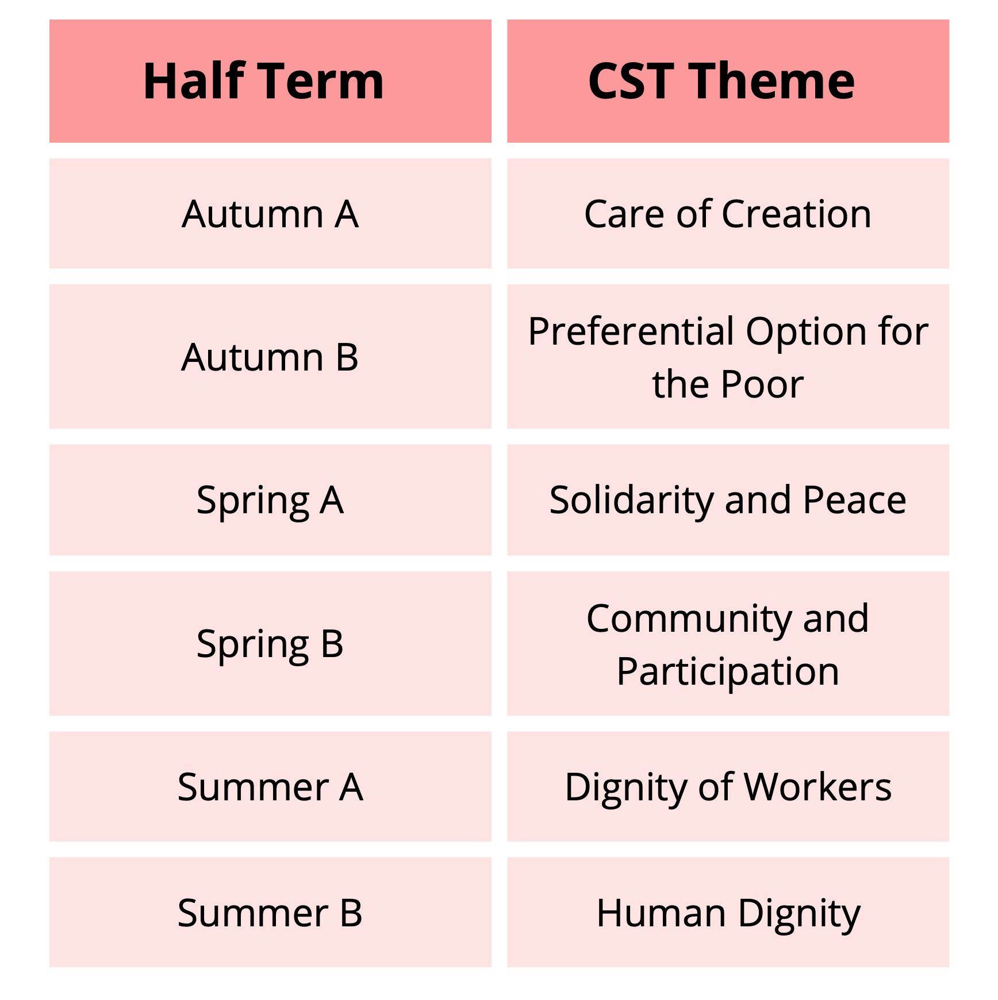 Half Term
CST Theme
Autumn A
Care of Creation
Autumn B
Preferential Option for
the Poor
Spring A
Solidarity and Peace
Spring B
Community and
Participation
Summer A
Dignity of Workers
Summer B
Human Dignity